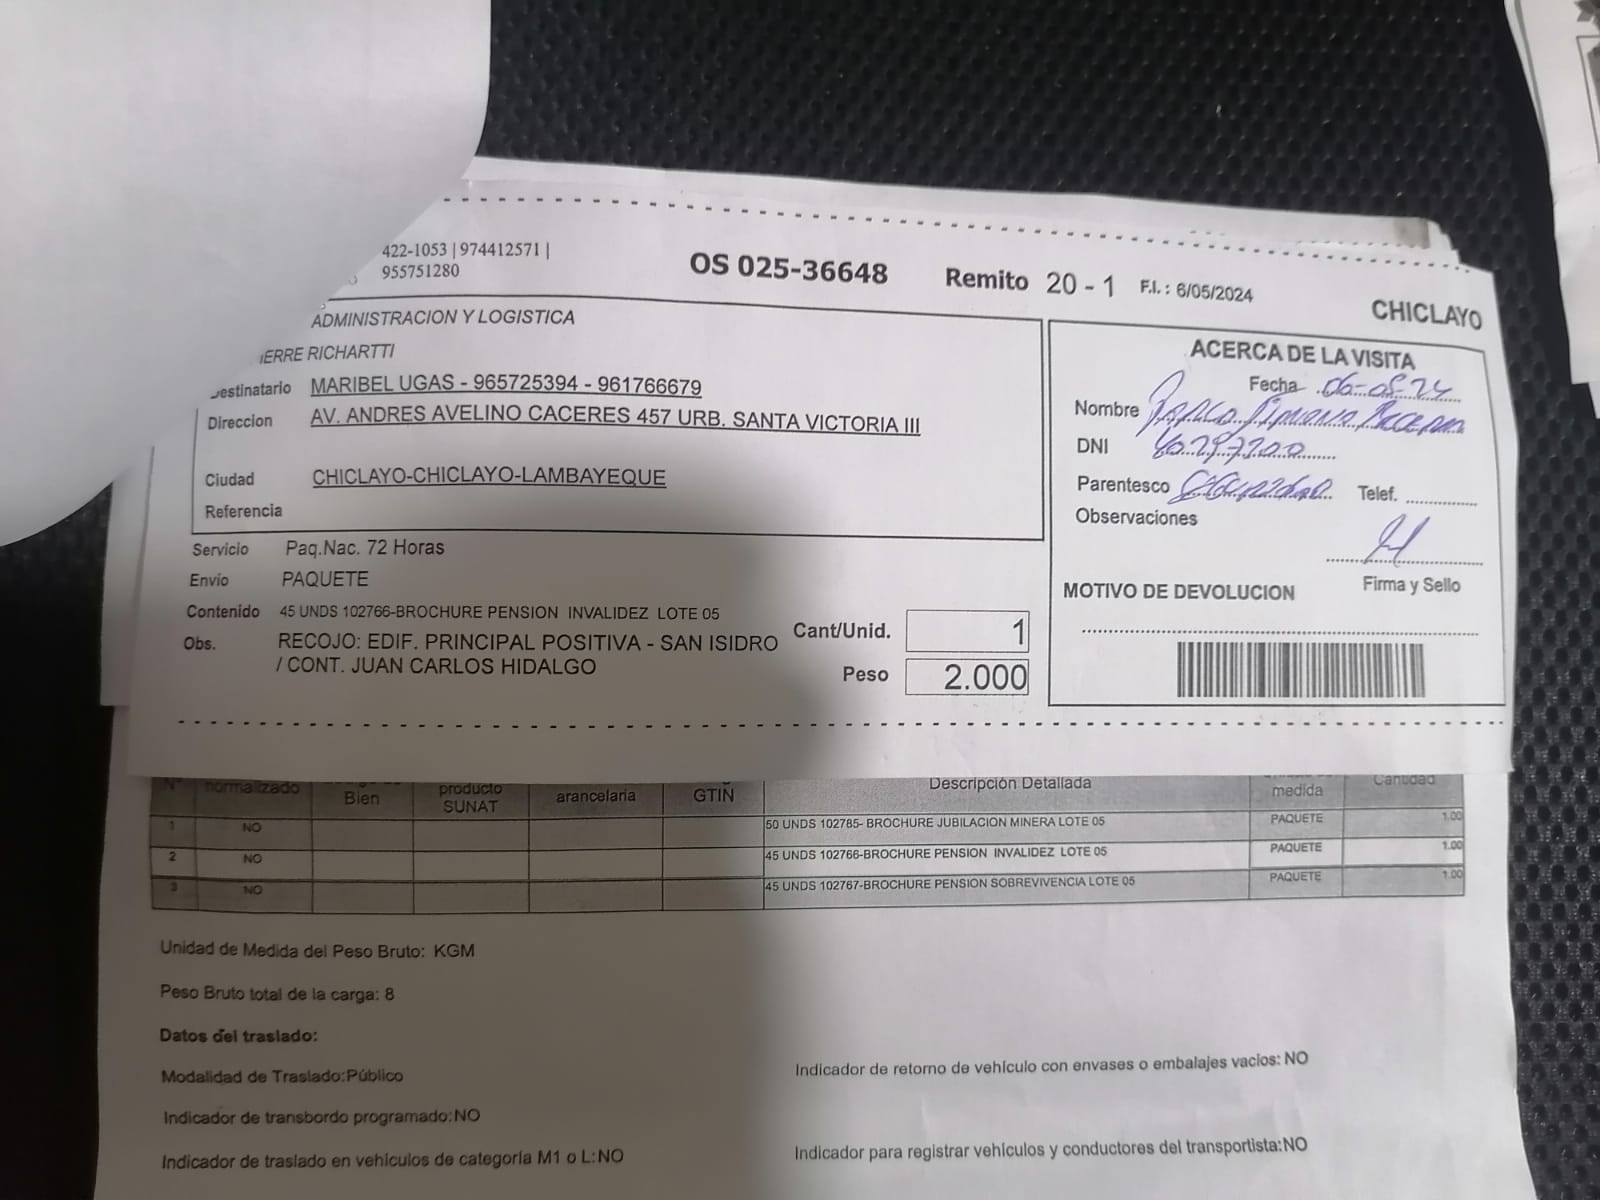 422-1053 | 974412571 |
955751280
OS 025-36648 Remito 20 - 1 F.I.: 6/05/2024
CHICLAYO
ADMINISTRACION Y LOGISTICA
IERRE RICHARTTI
Destinatario MARIBEL UGAS - 965725394 - 961766679
Direccion AV. ANDRES AVELINO CACERES 457 URB. SANTA VICTORIA III
Ciudad CHICLAYO-CHICLAYO-LAMBAYEQUE
Referencia
Servicio Paq.Nac. 72 Horas
Envío PAQUETE
Contenido 45 UNDS 102766-BROCHURE PENSION INVALIDEZ LOTE 05
Obs. RECOJO: EDIF. PRINCIPAL POSITIVA - SAN ISIDRO
/ CONT. JUAN CARLOS HIDALGO
Cant/Unid. 1
Peso 2.000
ACERCA DE LA VISITA
Fecha 06-05-24
Nombre
DNI
Parentesco Telef.
Observaciones
Firma y Sello
MOTIVO DE DEVOLUCION
N° normalizado Bien producto SUNAT arancelaria GTIN Descripción Detallada medida Cantidad
1 NO 50 UNDS 102785- BROCHURE JUBILACION MINERA LOTE 05 PAQUETE 1.00
2 NO 45 UNDS 102766-BROCHURE PENSION INVALIDEZ LOTE 05 PAQUETE 1.00
3 NO 45 UNDS 102767-BROCHURE PENSION SOBREVIVENCIA LOTE 05 PAQUETE 1.00
Unidad de Medida del Peso Bruto: KGM
Peso Bruto total de la carga: 8
Datos del traslado:
Modalidad de Traslado:Público
Indicador de retorno de vehículo con envases o embalajes vacíos: NO
Indicador de transbordo programado:NO
Indicador de traslado en vehículos de categoría M1 o L:NO
Indicador para registrar vehículos y conductores del transportista:NO